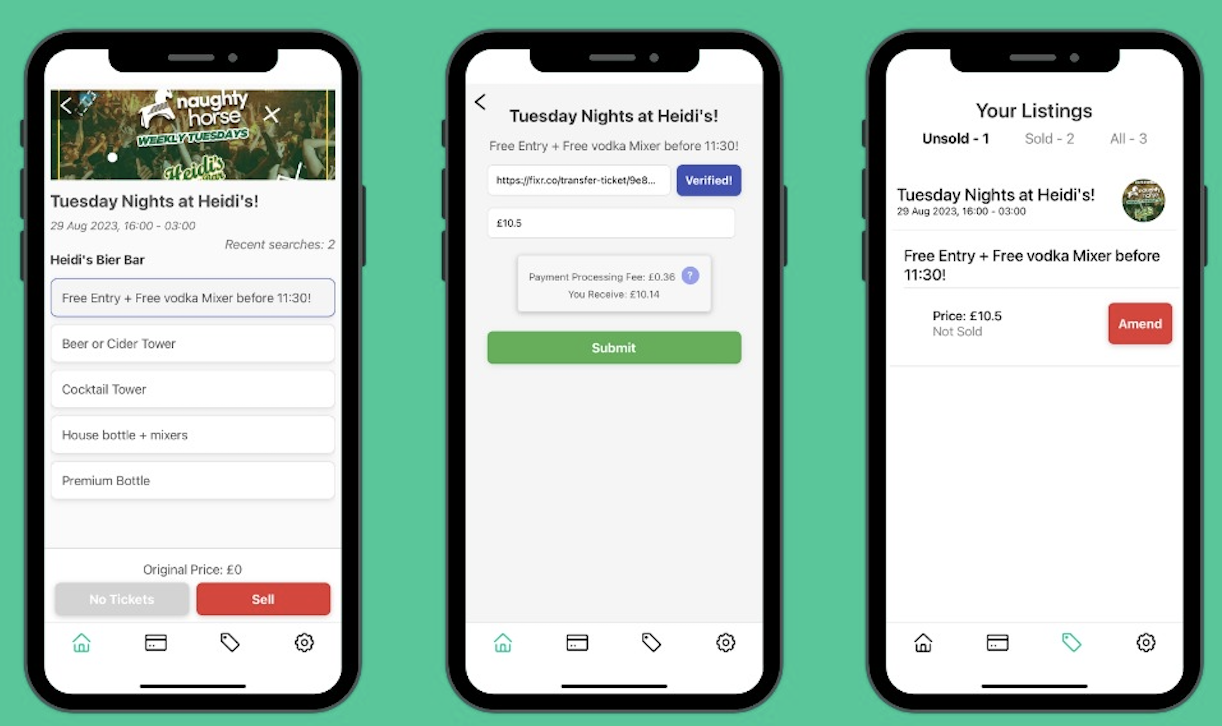 naughty
horse
WEEKLY TUESDAYS
Heidi's
BAR
Tuesday Nights at Heidi's!
29 Aug 2023, 16:00 - 03:00
Recent searches: 2
Heidi's Bier Bar
Free Entry + Free vodka Mixer before 11:30!
Beer or Cider Tower
Cocktail Tower
House bottle + mixers
Premium Bottle
Original Price: £0
No Tickets
Sell
Tuesday Nights at Heidi's!
Free Entry + Free vodka Mixer before 11:30!
https://fixr.co/transfer-ticket/9e8...
Verified!
£10.5
Payment Processing Fee: £0.36 ?
You Receive: £10.14
Submit
Your Listings
Unsold - 1 Sold - 2 All - 3
Tuesday Nights at Heidi's!
29 Aug 2023, 16:00 - 03:00
naughty
horse
Free Entry + Free vodka Mixer before
11:30!
Price: £10.5
Not Sold
Amend